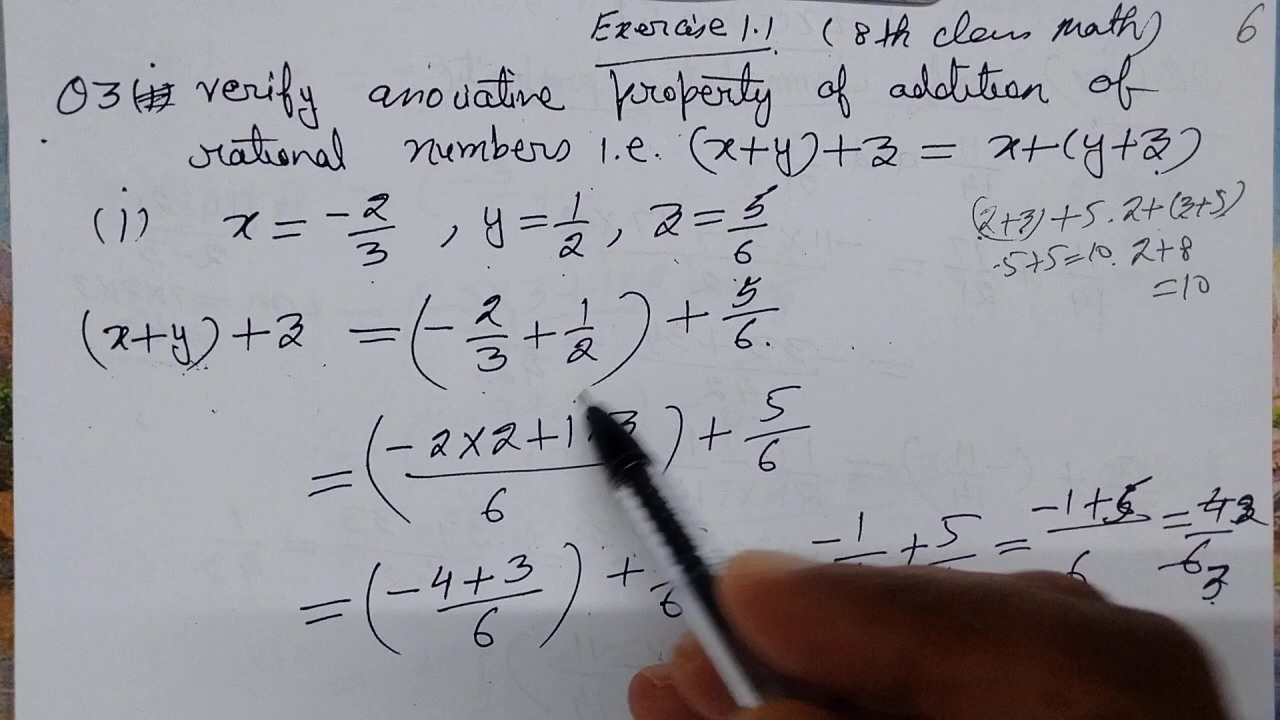 Exercise 1.1 (8th class Math) 6
Q3 verify associative property of addition of
rational numbers i.e. (x+y)+z = x+(y+z)
(i) x = -2/3 , y = 1/2 , z = 5/6
(2+3)+5. 2+(3+5)
5+5=10. 2+8
=10
(x+y)+z = (-2/3 + 1/2) + 5/6.
= (-2×2+1×3 / 6) + 5/6
= (-4+3 / 6) + /6
-1/ + 5/ = -1+5/6 = 4 2/6 3